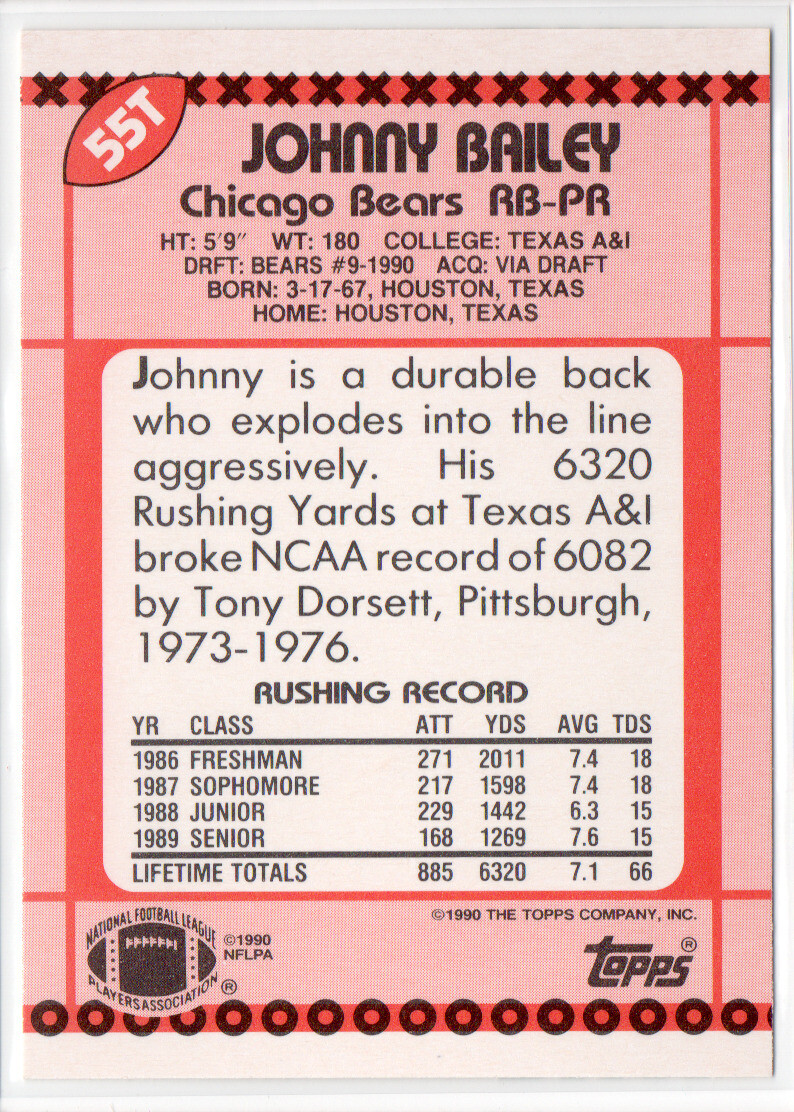 55T
JOHNNY BAILEY
Chicago Bears RB-PR
HT: 5'9" WT: 180 COLLEGE: TEXAS A&I
DRFT: BEARS #9-1990 ACQ: VIA DRAFT
BORN: 3-17-67, HOUSTON, TEXAS
HOME: HOUSTON, TEXAS
Johnny is a durable back
who explodes into the line
aggressively. His 6320
Rushing Yards at Texas A&I
broke NCAA record of 6082
by Tony Dorsett, Pittsburgh,
1973-1976.
RUSHING RECORD
YR CLASS ATT YDS AVG TDS
1986 FRESHMAN 271 2011 7.4 18
1987 SOPHOMORE 217 1598 7.4 18
1988 JUNIOR 229 1442 6.3 15
1989 SENIOR 168 1269 7.6 15
LIFETIME TOTALS 885 6320 7.1 66
©1990 THE TOPPS COMPANY, INC.
NATIONAL FOOTBALL LEAGUE
PLAYERS ASSOCIATION ®
©1990
NFLPA
Topps ®